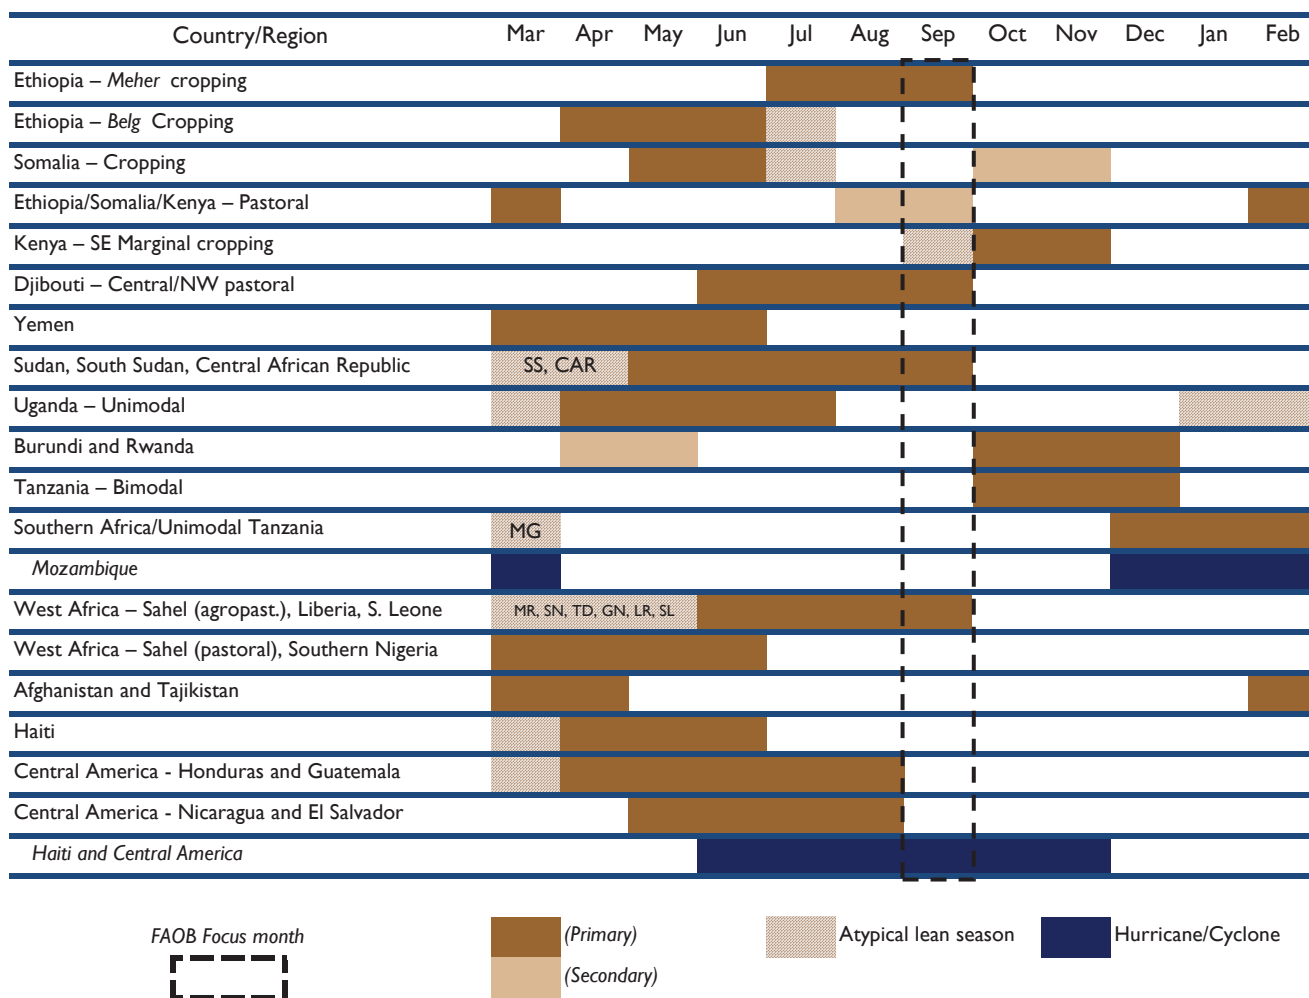 Country/Region Mar Apr May Jun Jul Aug Sep Oct Nov Dec Jan Feb
Ethiopia – Meher cropping
Ethiopia – Belg Cropping
Somalia – Cropping
Ethiopia/Somalia/Kenya – Pastoral
Kenya – SE Marginal cropping
Djibouti – Central/NW pastoral
Yemen
Sudan, South Sudan, Central African Republic SS, CAR
Uganda – Unimodal
Burundi and Rwanda
Tanzania – Bimodal
Southern Africa/Unimodal Tanzania MG
Mozambique
West Africa – Sahel (agropast.), Liberia, S. Leone MR, SN, TD, GN, LR, SL
West Africa – Sahel (pastoral), Southern Nigeria
Afghanistan and Tajikistan
Haiti
Central America - Honduras and Guatemala
Central America - Nicaragua and El Salvador
Haiti and Central America
FAOB Focus month (Primary) Atypical lean season Hurricane/Cyclone
(Secondary)